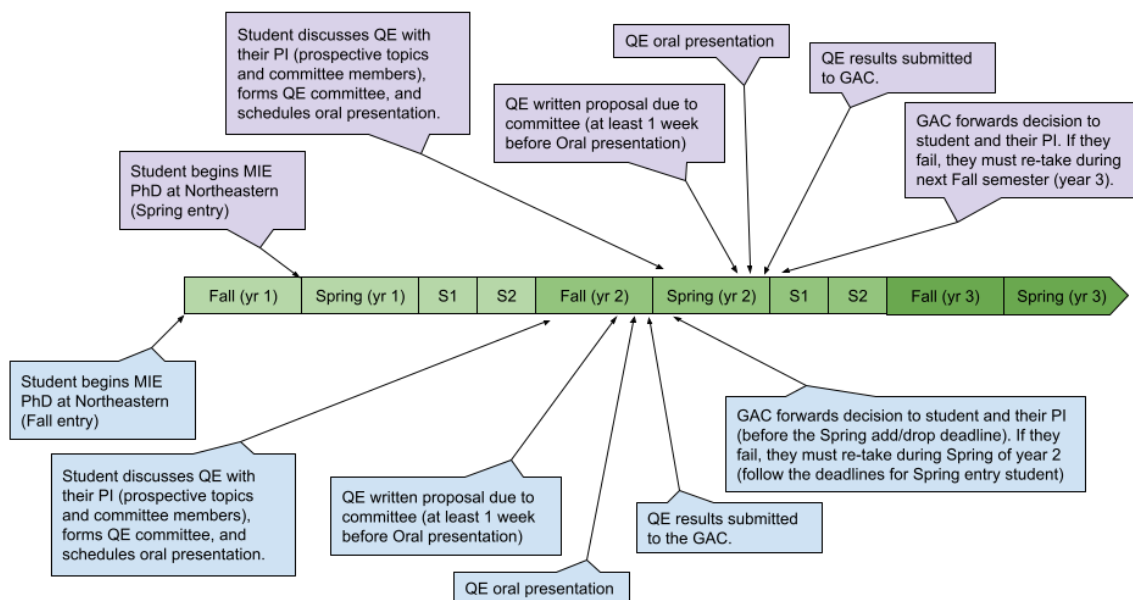 Student discusses QE with
their PI (prospective topics
and committee members),
forms QE committee, and
schedules oral presentation.
QE oral presentation
QE results submitted
to GAC.
QE written proposal due to
committee (at least 1 week
before Oral presentation)
GAC forwards decision to
student and their PI. If they
fail, they must re-take during
next Fall semester (year 3).
Student begins MIE
PhD at Northeastern
(Spring entry)
Fall (yr 1)
Spring (yr 1)
S1
S2
Fall (yr 2)
Spring (yr 2)
S1
S2
Fall (yr 3)
Spring (yr 3)
Student begins MIE
PhD at Northeastern
(Fall entry)
Student discusses QE with
their PI (prospective topics
and committee members),
forms QE committee, and
schedules oral presentation.
QE written proposal due to
committee (at least 1 week
before Oral presentation)
QE oral presentation
QE results submitted
to the GAC.
GAC forwards decision to student and their PI
(before the Spring add/drop deadline). If they
fail, they must re-take during Spring of year 2
(follow the deadlines for Spring entry student)